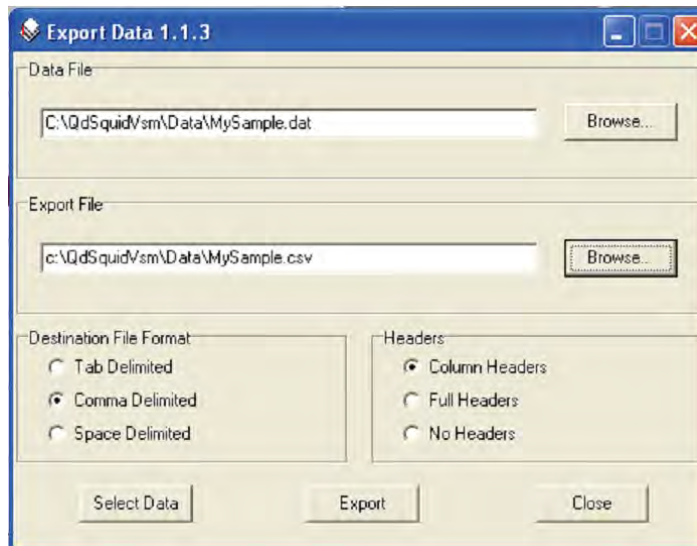 Export Data 1.1.3
Data File
C:\QdSquidVsm\Data\MySample.dat
Browse...
Export File
c:\QdSquidVsm\Data\MySample.csv
Browse...
Destination File Format
Tab Delimited
Comma Delimited
Space Delimited
Headers
Column Headers
Full Headers
No Headers
Select Data
Export
Close